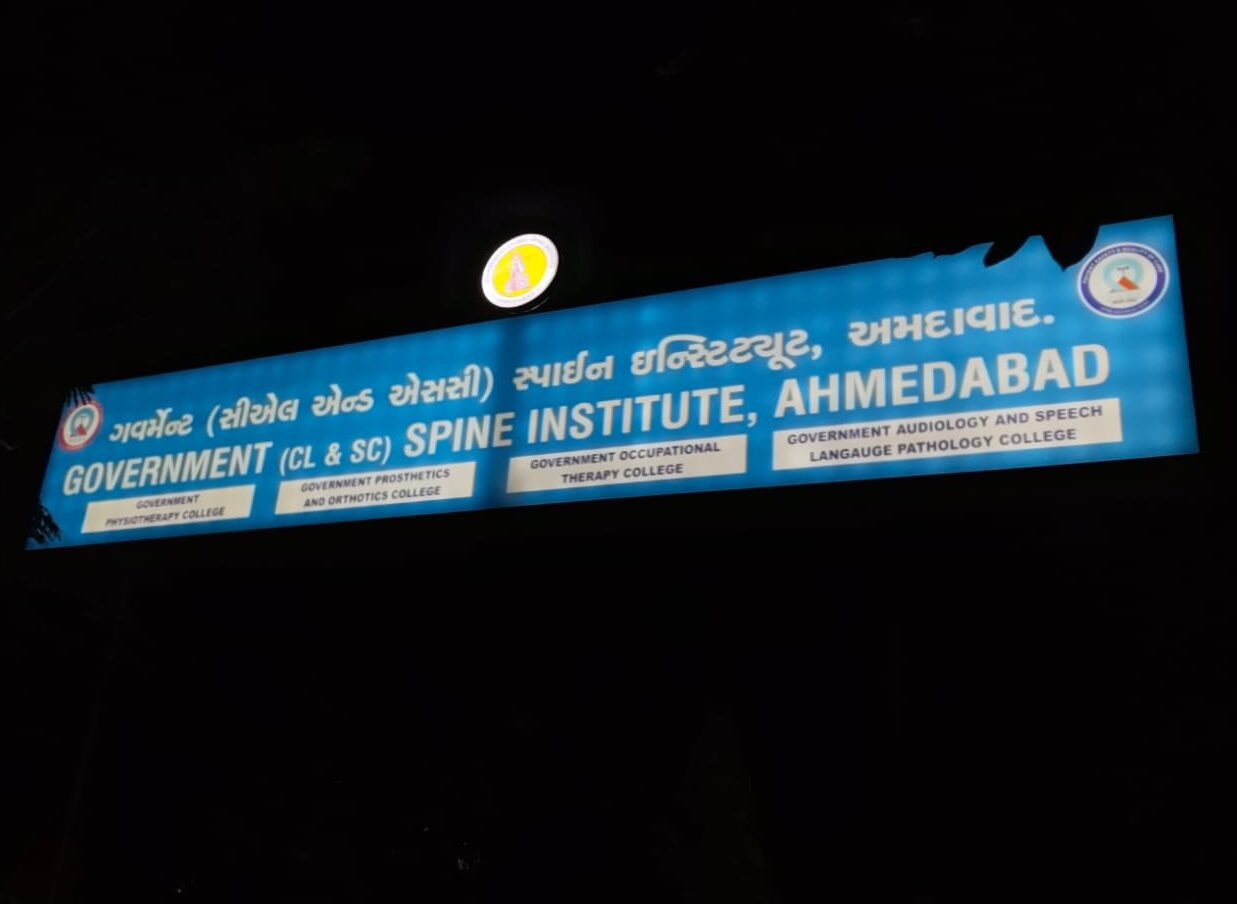 ગવર્મેન્ટ (સીએલ એન્ડ એસસી) સ્પાઈન ઇન્સ્ટિટ્યૂટ, અમદાવાદ.
GOVERNMENT (CL & SC) SPINE INSTITUTE, AHMEDABAD
GOVERNMENT
PHYSIOTHERAPY COLLEGE
GOVERNMENT PROSTHETICS
AND ORTHOTICS COLLEGE
GOVERNMENT OCCUPATIONAL
THERAPY COLLEGE
GOVERNMENT AUDIOLOGY AND SPEECH
LANGAUGE PATHOLOGY COLLEGE